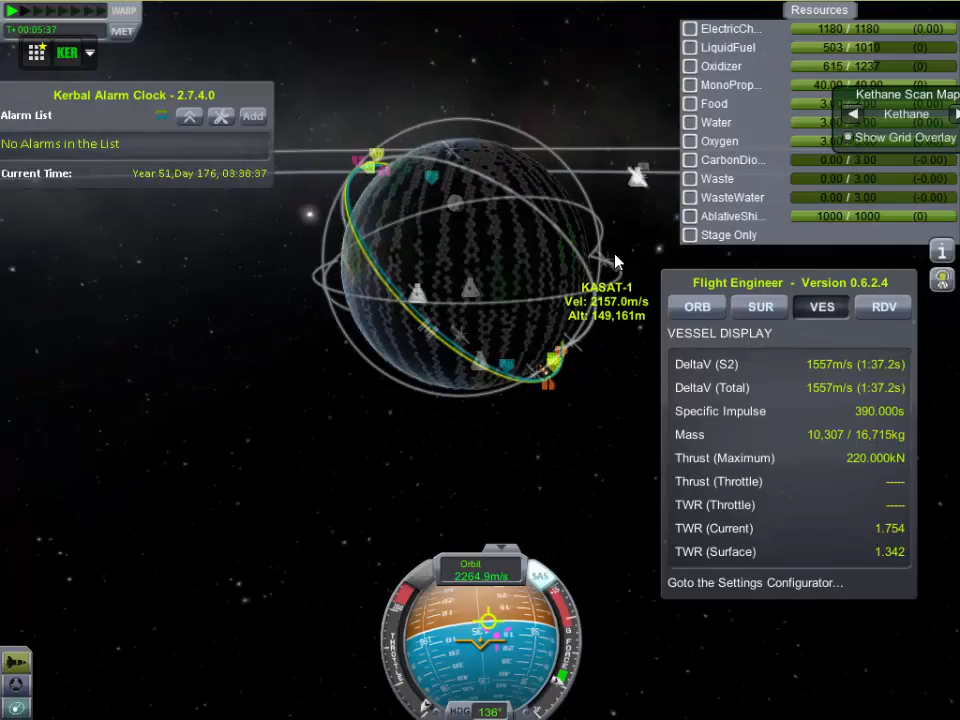 WARP
T+00:05:37
MET
KER
Kerbal Alarm Clock - 2.7.4.0
Alarm List
Add
No Alarms in the List
Current Time: Year 51,Day 176, 03:38:37
Resources
ElectricCh... 1180 / 1180 (0.00)
LiquidFuel 503 / 1010 (0)
Oxidizer 615 / 1237 (0)
MonoProp... 40.00
Food
Water
Oxygen
CarbonDio... 0.00 / 3.00 (-0.00)
Waste 0.00 / 3.00 (-0.00)
WasteWater 0.00 / 3.00 (-0.00)
AblativeShi... 1000 / 1000 (0)
Stage Only
Kethane Scan Map
Kethane
Show Grid Overlay
KASAT-1
Vel: 2157.0m/s
Alt: 149,161m
Flight Engineer - Version 0.6.2.4
ORB SUR VES RDV
VESSEL DISPLAY
DeltaV (S2) 1557m/s (1:37.2s)
DeltaV (Total) 1557m/s (1:37.2s)
Specific Impulse 390.000s
Mass 10,307 / 16,715kg
Thrust (Maximum) 220.000kN
Thrust (Throttle) -----
TWR (Throttle) -----
TWR (Current) 1.754
TWR (Surface) 1.342
Goto the Settings Configurator...
Orbit
2264.9m/s
SAS
HDG 136°